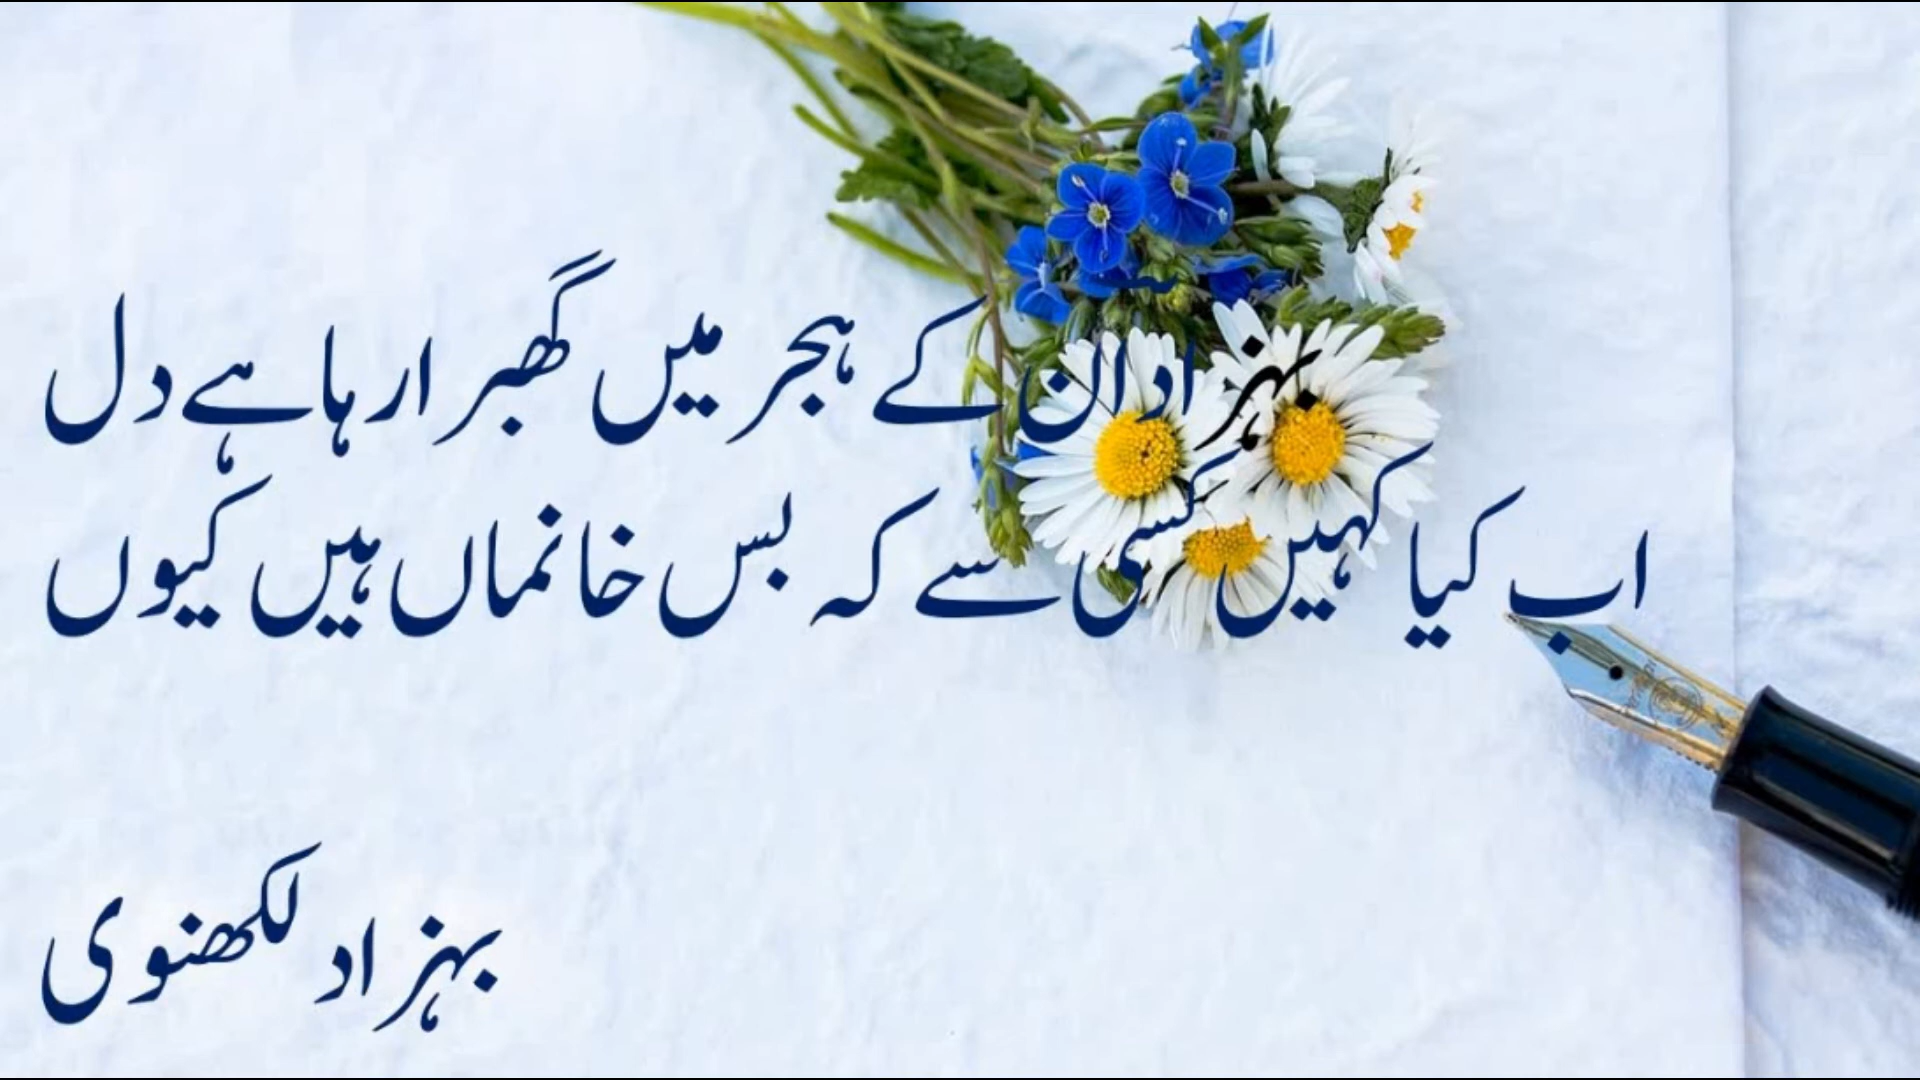 بہزاد ان کے ہجر میں گھبرا رہا ہے دل
اب کیا کہیں کسی سے کہ بس خانماں ہیں کیوں
بہزاد لکھنوی